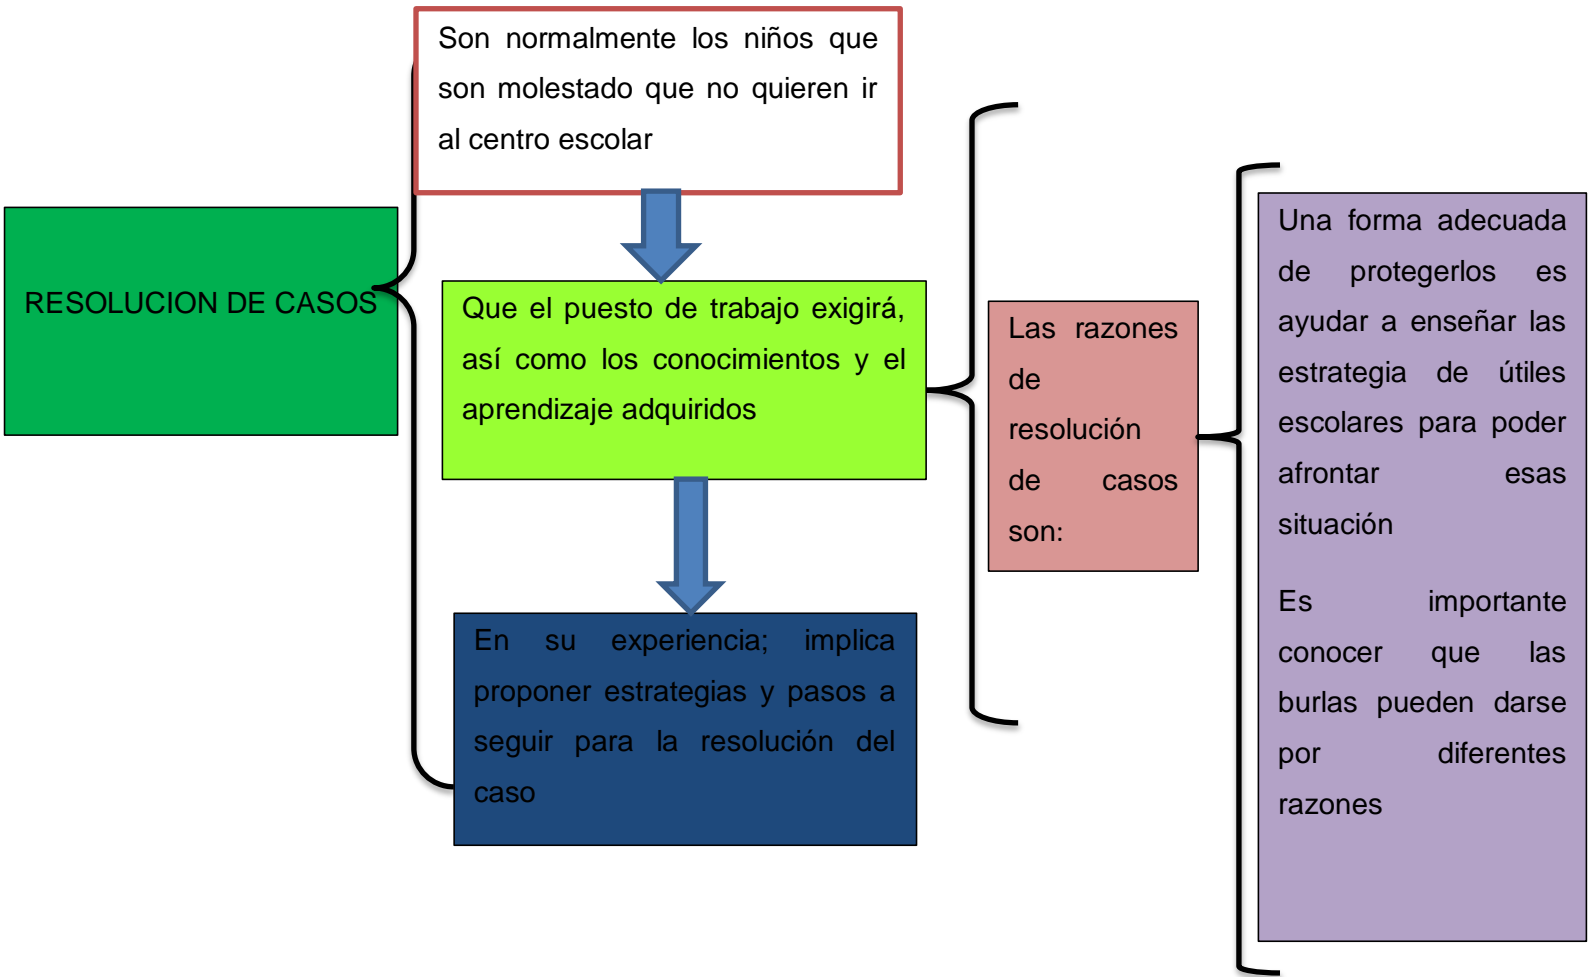 RESOLUCION DE CASOS
Son normalmente los niños que
son molestado que no quieren ir
al centro escolar
Que el puesto de trabajo exigirá,
así como los conocimientos y el
aprendizaje adquiridos
En su experiencia; implica
proponer estrategias y pasos a
seguir para la resolución del
caso
Las razones
de
resolución
de casos
son:
Una forma adecuada
de protegerlos es
ayudar a enseñar las
estrategia de útiles
escolares para poder
afrontar esas
situación
Es importante
conocer que las
burlas pueden darse
por diferentes
razones